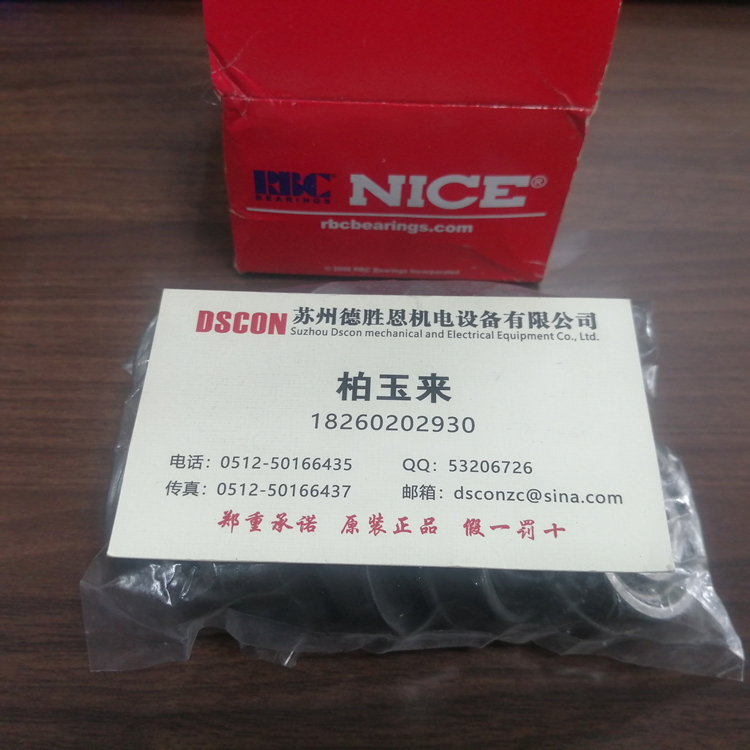 RBC NICE®
BEARINGS
rbcbearings.com
RBC Bearings Incorporated
DSCON 苏州德胜恩机电设备有限公司
Suzhou Dscon mechanical and Electrical Equipment Co., Ltd.
柏玉来
18260202930
电话：0512-50166435 QQ：53206726
传真：0512-50166437 邮箱：dsconzc@sina.com
郑重承诺 原装正品 假一罚十